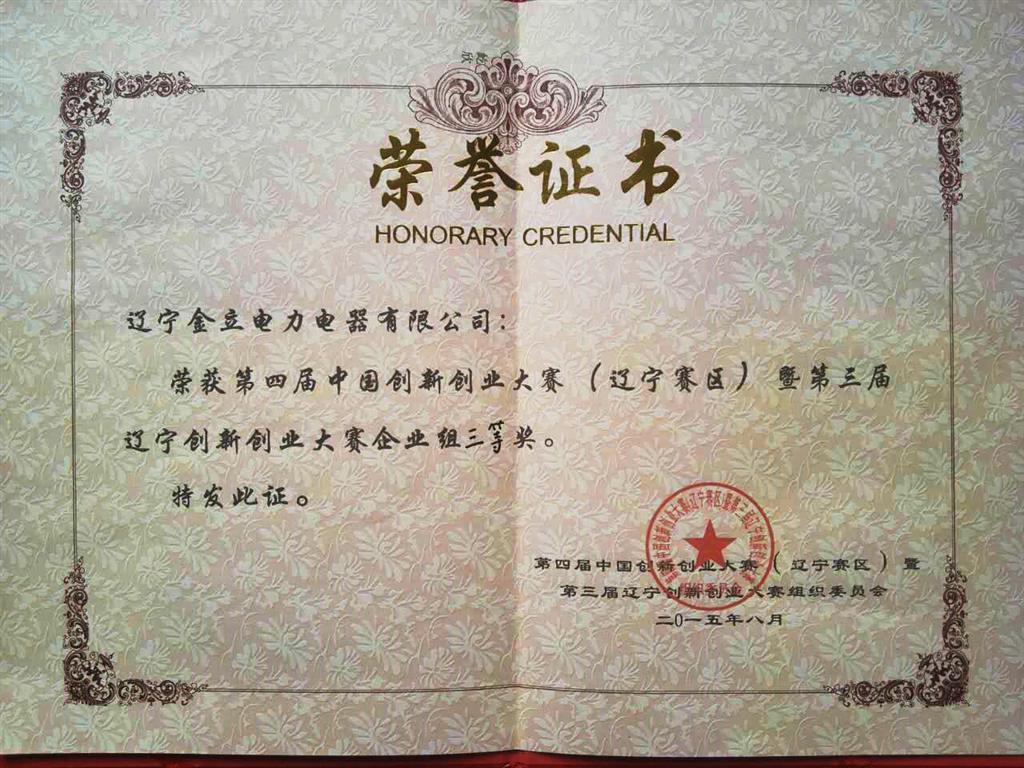 荣誉证书
HONORARY CREDENTIAL
辽宁金立电力电器有限公司:
荣获第四届中国创新创业大赛（辽宁赛区）暨第三届
辽宁创新创业大赛企业组三等奖。
特发此证。
第四届中国创新创业大赛（辽宁赛区）暨
第三届辽宁创新创业大赛组织委员会
二0一五年八月